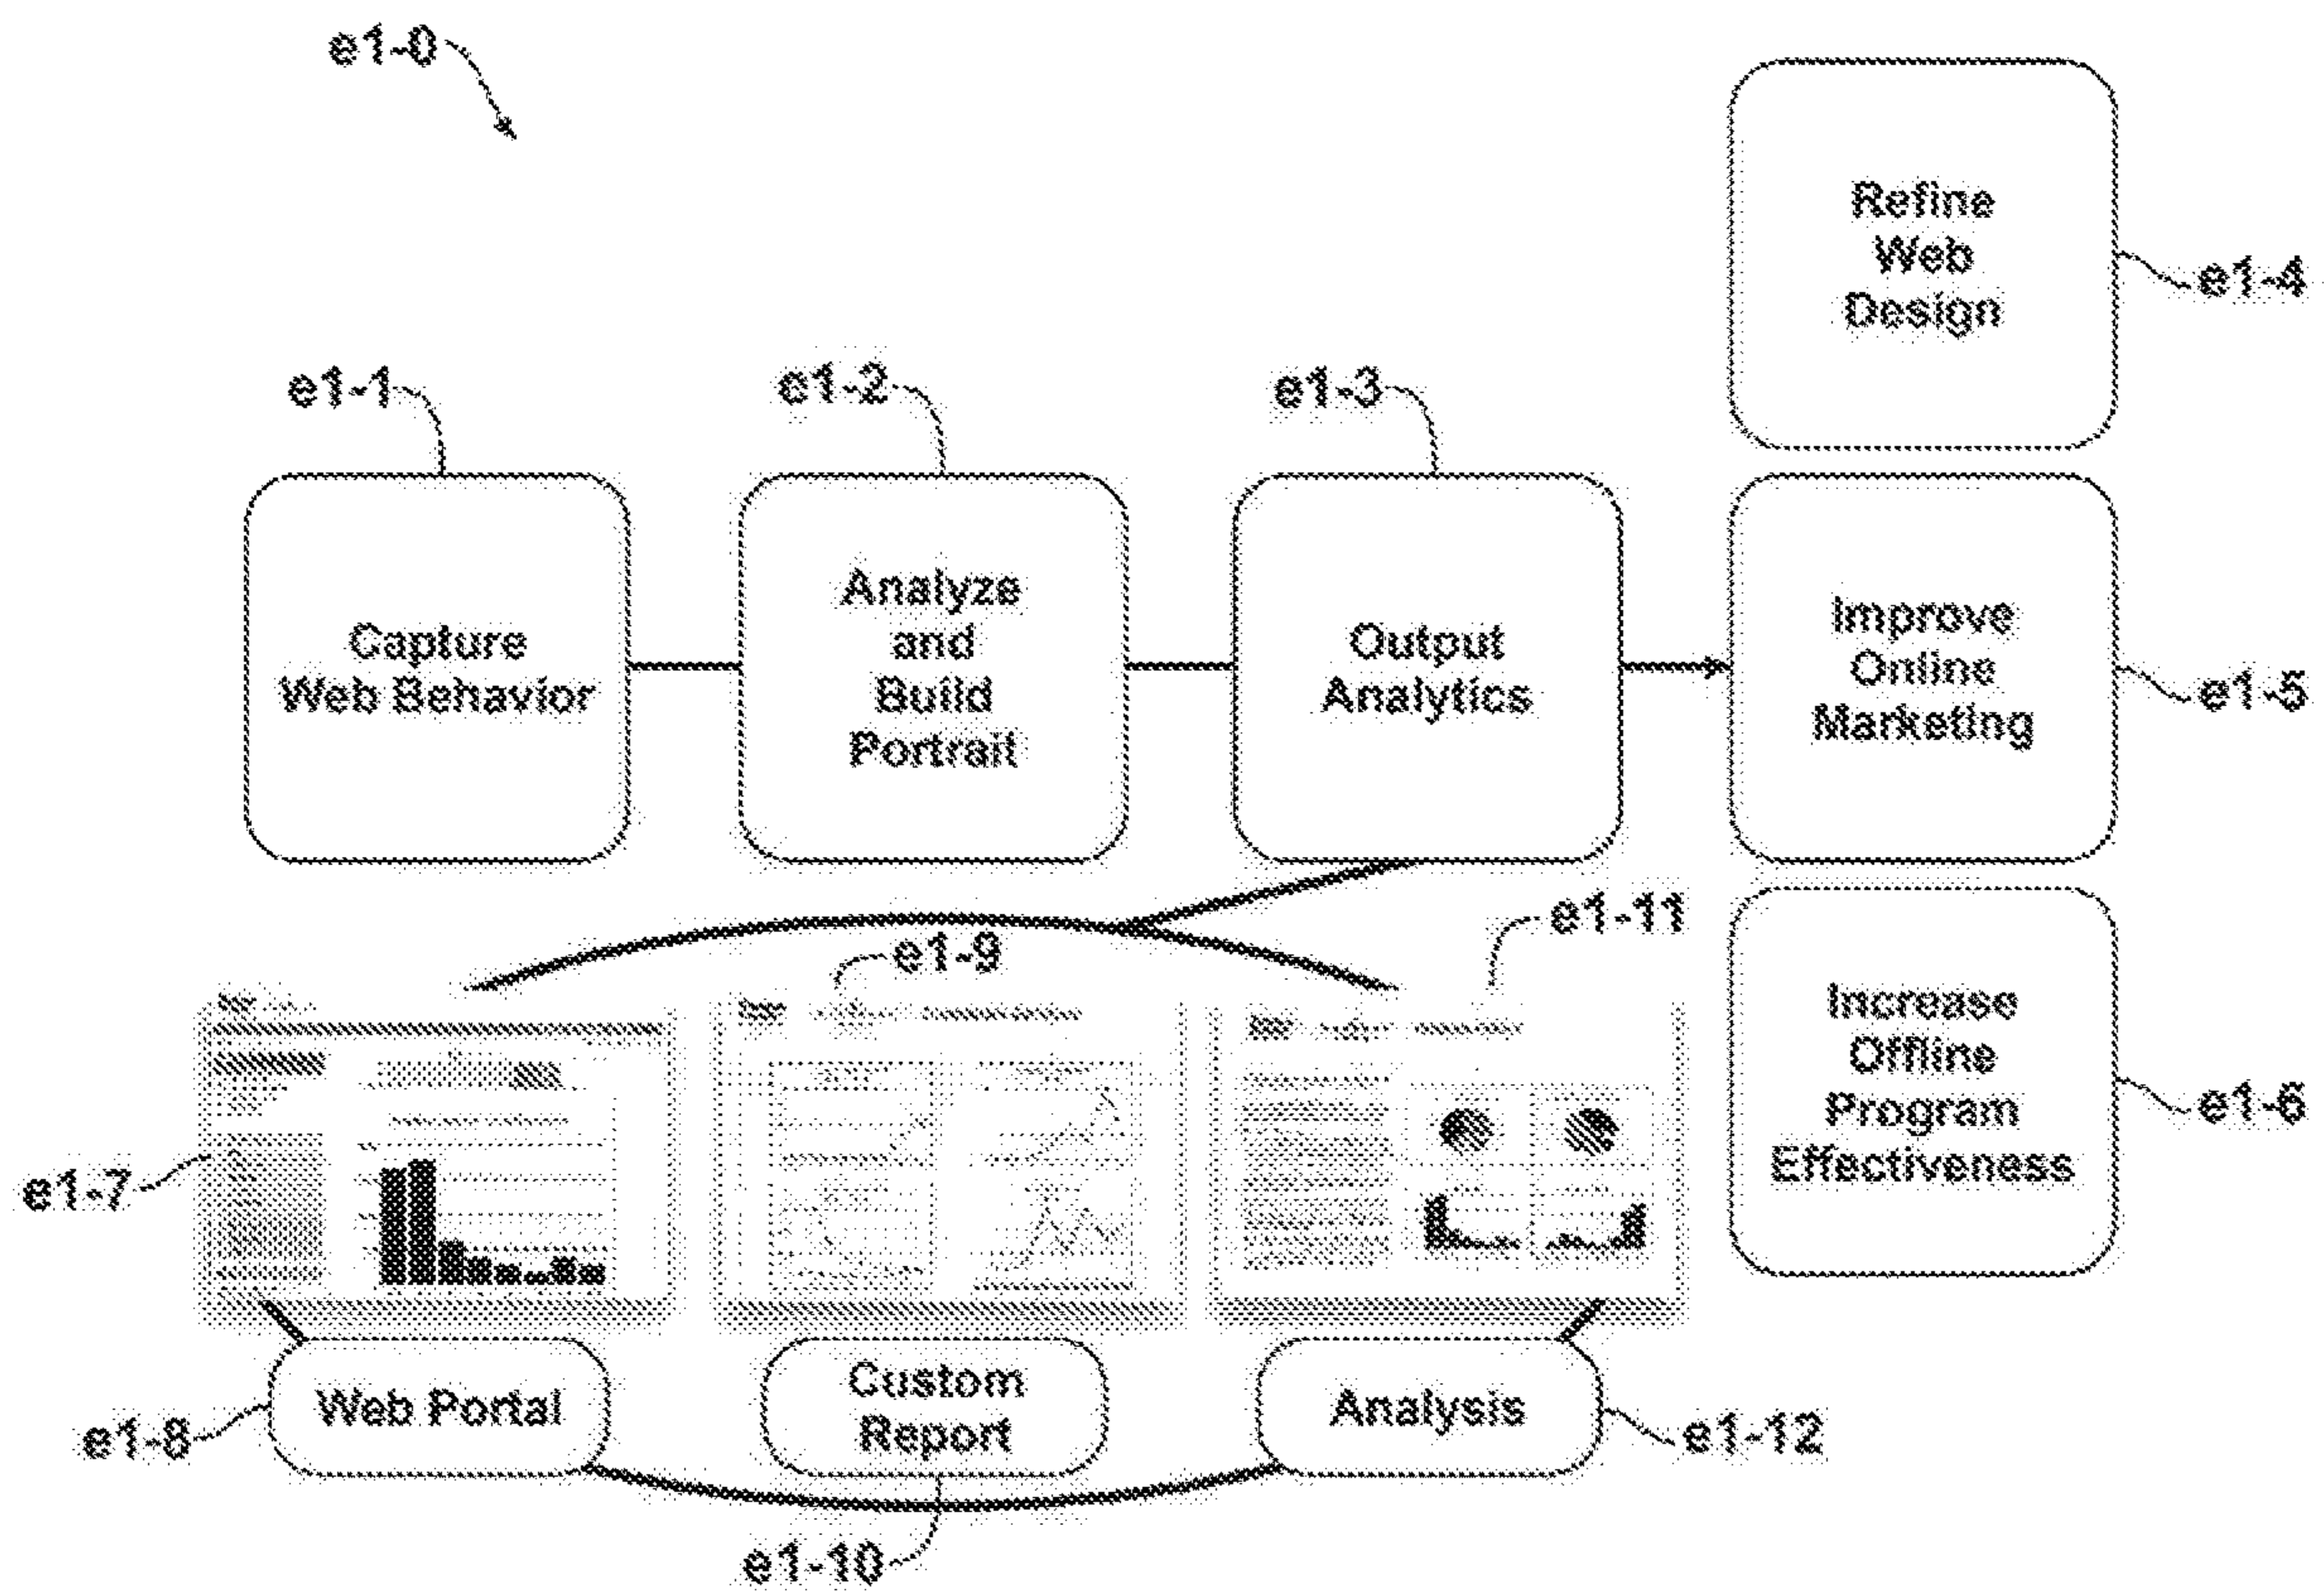 e1-0
Refine
Web
Design
e1-4
e1-1
e1-2
e1-3
Capture
Web Behavior
Analyze
and
Build
Portrait
Output
Analytics
Improve
Online
Marketing
e1-5
e1-11
e1-9
Increase
Offline
Program
Effectiveness
e1-6
e1-7
Web Portal
e1-8
Custom
Report
Analysis
e1-12
e1-10